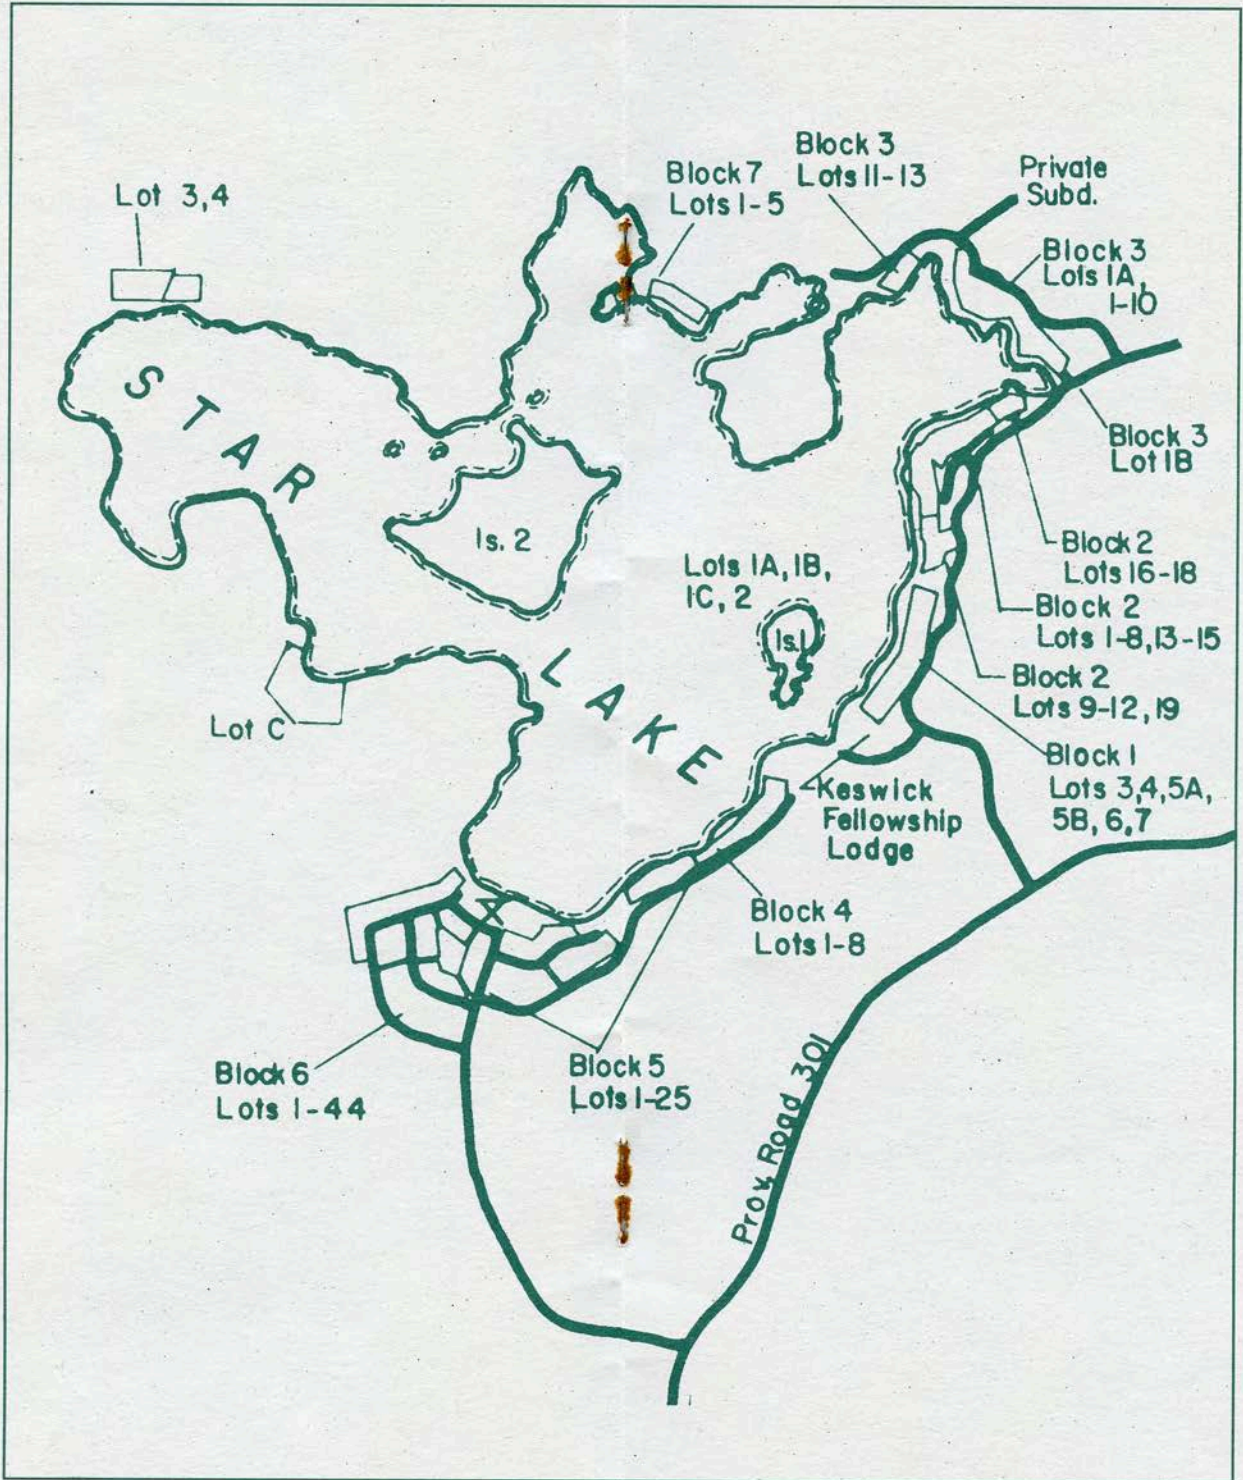 Block 3
Lots 11-13
Block 7
Lots 1-5
Private
Subd.
Lot 3,4
Block 3
Lots 1A,
1-10
STAR
Block 3
Lot 1B
Is. 2
Block 2
Lots 16-18
Lots 1A, 1B,
1C, 2
Block 2
Lots 1-8, 13-15
Is. 1
Block 2
Lots 9-12, 19
LAKE
Lot C
Block 1
Lots 3,4,5A,
5B, 6,7
Keswick
Fellowship
Lodge
Block 4
Lots 1-8
Block 6
Lots 1-44
Block 5
Lots 1-25
Prov. Road 301